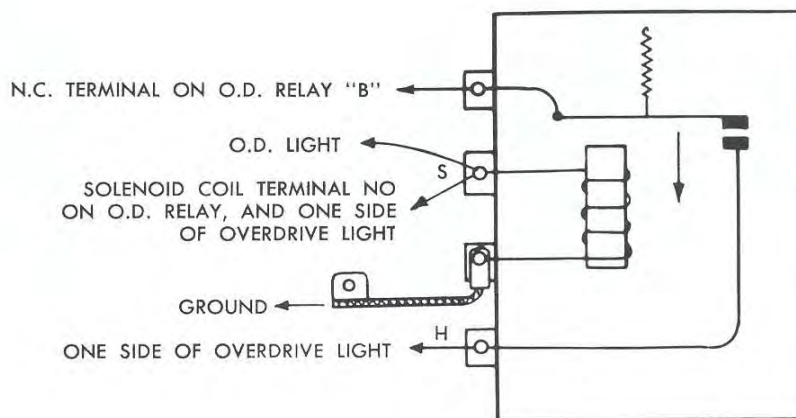 N.C. TERMINAL ON O.D. RELAY "B"
O.D. LIGHT
S
SOLENOID COIL TERMINAL NO
ON O.D. RELAY, AND ONE SIDE
OF OVERDRIVE LIGHT
GROUND
H
ONE SIDE OF OVERDRIVE LIGHT